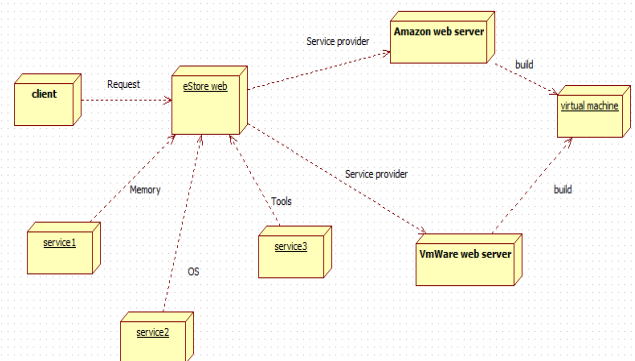 Amazon web server
Service provider
build
client
Request
eStore web
virtual machine
Service provider
Memory
Tools
build
service1
service3
VmWare web server
OS
service2